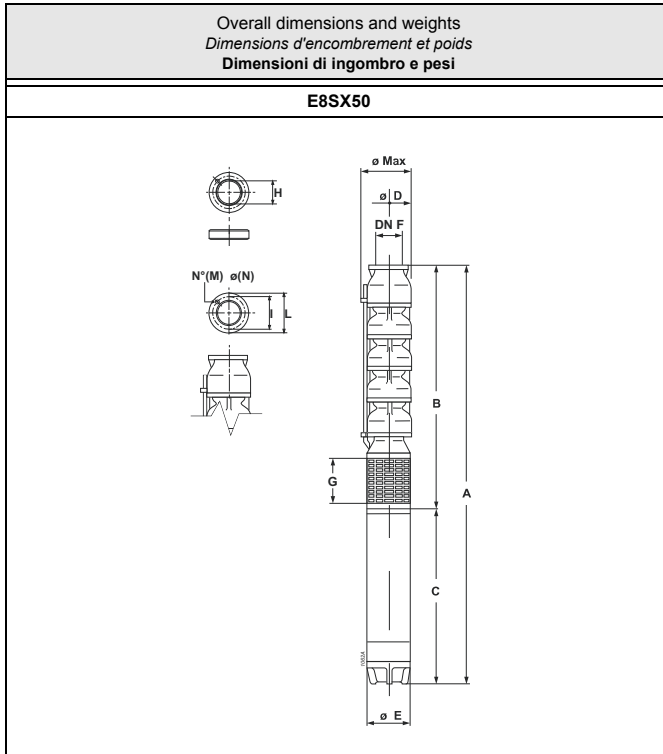 Overall dimensions and weights
Dimensions d'encombrement et poids
Dimensioni di ingombro e pesi
E8SX50
ø Max
ø D
DN F
H
N°(M) ø(N)
I
L
B
A
G
C
ø E